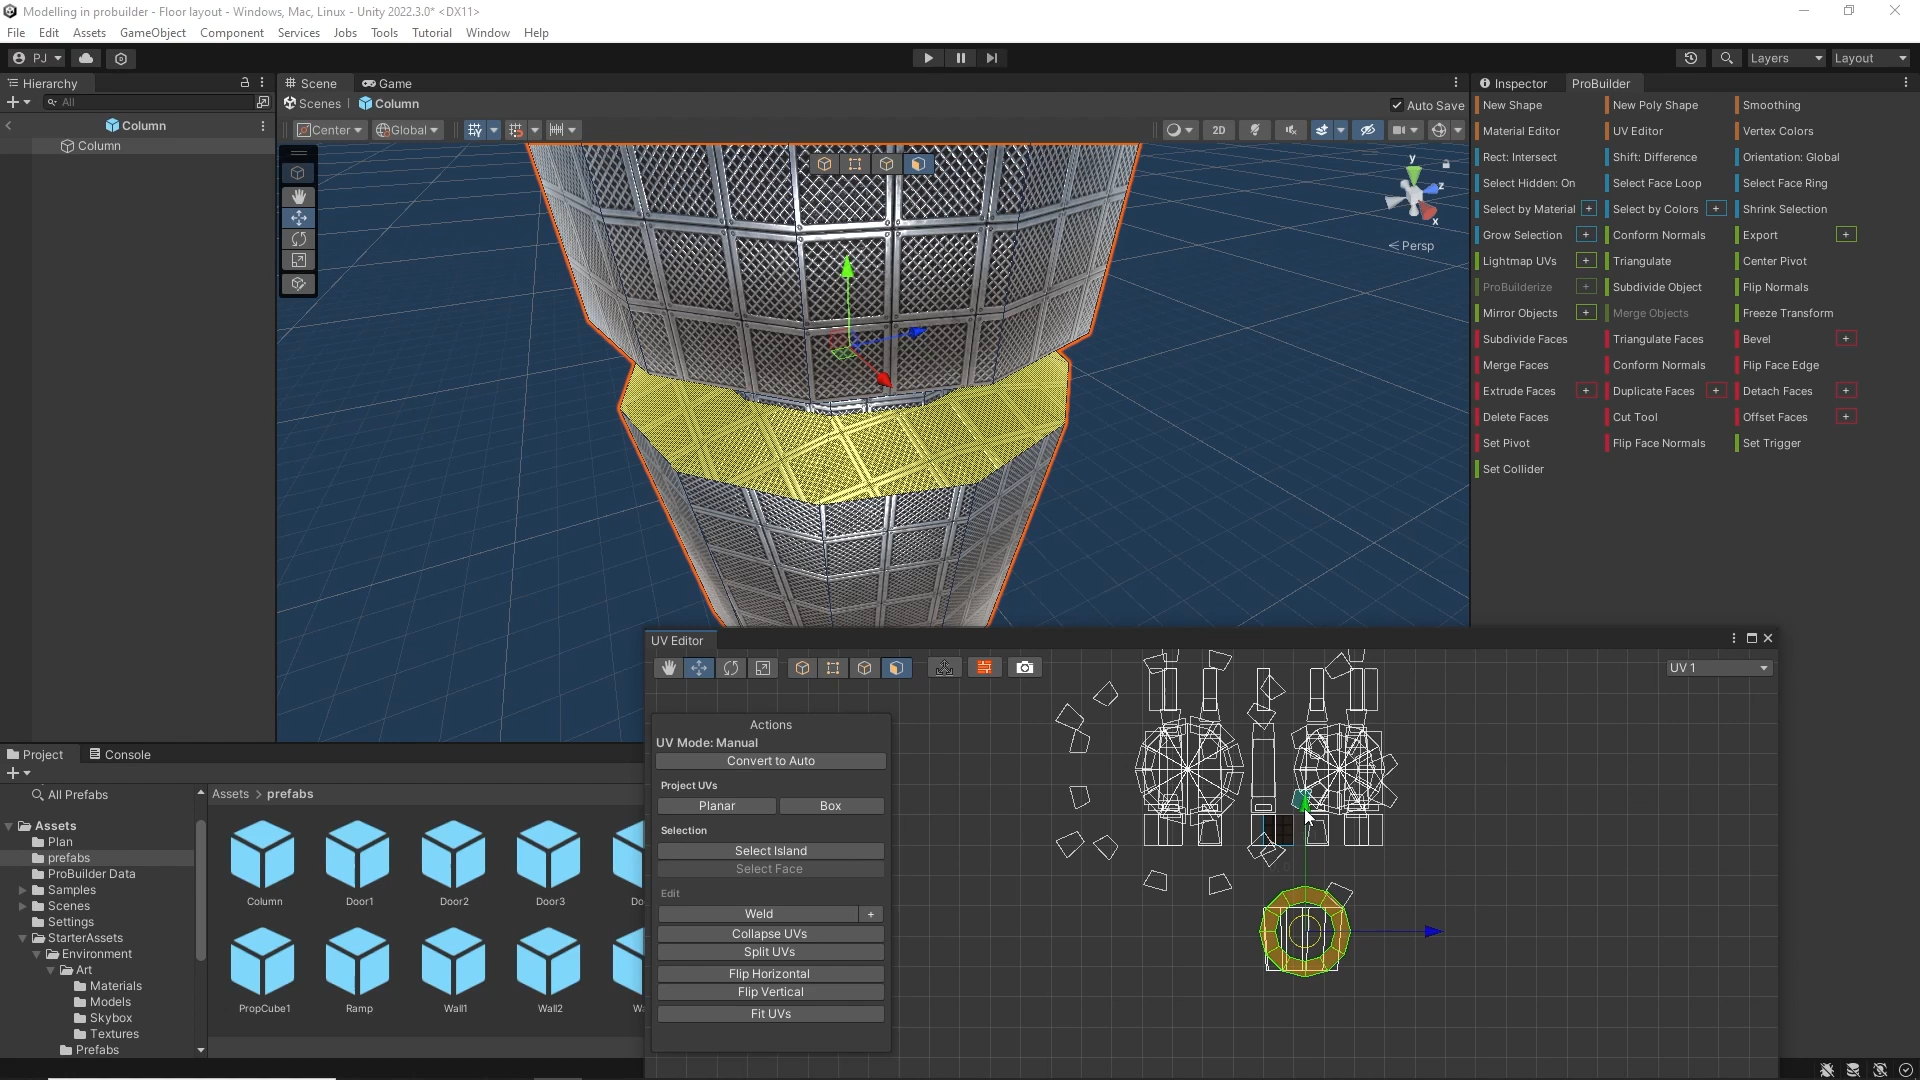 Modelling in probuilder - Floor layout - Windows, Mac, Linux - Unity 2022.3.0* <DX11>
File Edit Assets GameObject Component Services Jobs Tools Tutorial Window Help
PJ Layers Layout
Hierarchy Scene Game Inspector ProBuilder
All Scenes Column Auto Save
Column
Center Global 2D
Column
y
z
x
Persp
New Shape New Poly Shape Smoothing
Material Editor UV Editor Vertex Colors
Rect: Intersect Shift: Difference Orientation: Global
Select Hidden: On Select Face Loop Select Face Ring
Select by Material + Select by Colors + Shrink Selection
Grow Selection + Conform Normals Export +
Lightmap UVs + Triangulate Center Pivot
ProBuilderize + Subdivide Object Flip Normals
Mirror Objects + Merge Objects Freeze Transform
Subdivide Faces Triangulate Faces Bevel +
Merge Faces Conform Normals Flip Face Edge
Extrude Faces + Duplicate Faces + Detach Faces +
Delete Faces Cut Tool Offset Faces +
Set Pivot Flip Face Normals Set Trigger
Set Collider
UV Editor
UV 1
Actions
UV Mode: Manual
Convert to Auto
Project UVs
Planar Box
Selection
Select Island
Select Face
Edit
Weld +
Collapse UVs
Split UVs
Flip Horizontal
Flip Vertical
Fit UVs
Project Console
All Prefabs
Assets
Plan
prefabs
ProBuilder Data
Samples
Scenes
Settings
StarterAssets
Environment
Art
Materials
Models
Skybox
Textures
Prefabs
Assets > prefabs
Column Door1 Door2 Door3 Do
PropCube1 Ramp Wall1 Wall2 W